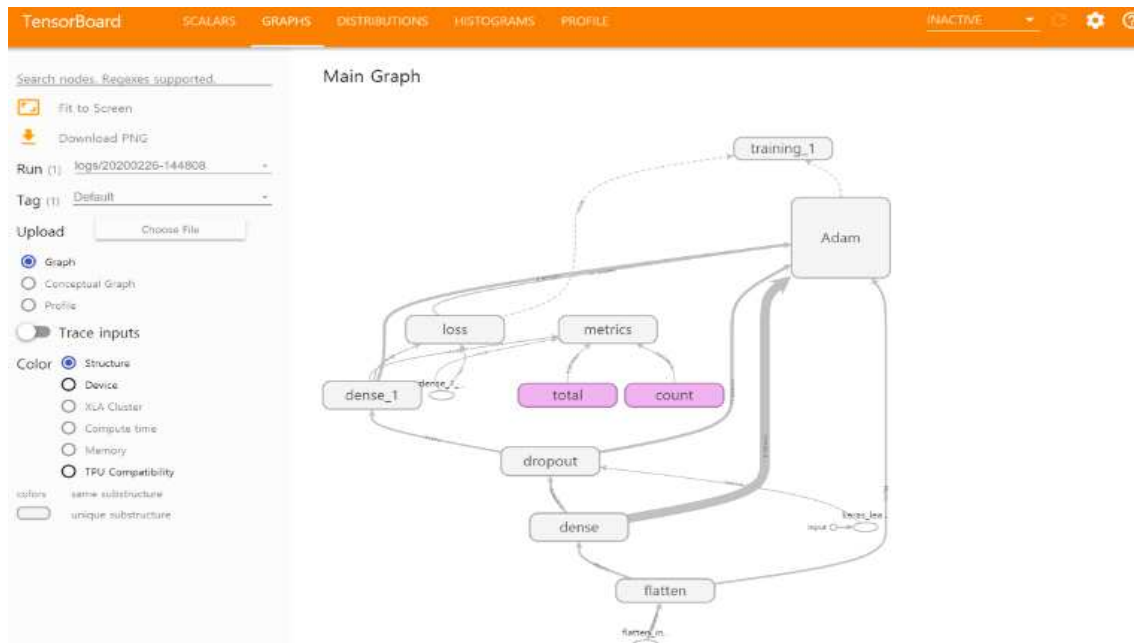 TensorBoard SCALARS GRAPHS DISTRIBUTIONS HISTOGRAMS PROFILE INACTIVE
Search nodes. Regexes supported.
Fit to Screen
Download PNG
Run (1) logs/20200226-144808
Tag (1) Default
Upload Choose File
Graph
Conceptual Graph
Profile
Trace inputs
Color Structure
Device
XLA Cluster
Compute time
Memory
TPU Compatibility
colors same substructure
unique substructure
Main Graph
training_1
Adam
loss
metrics
dense_1
total
count
dropout
input
keras_lea...
dense
flatten
flatten_in...